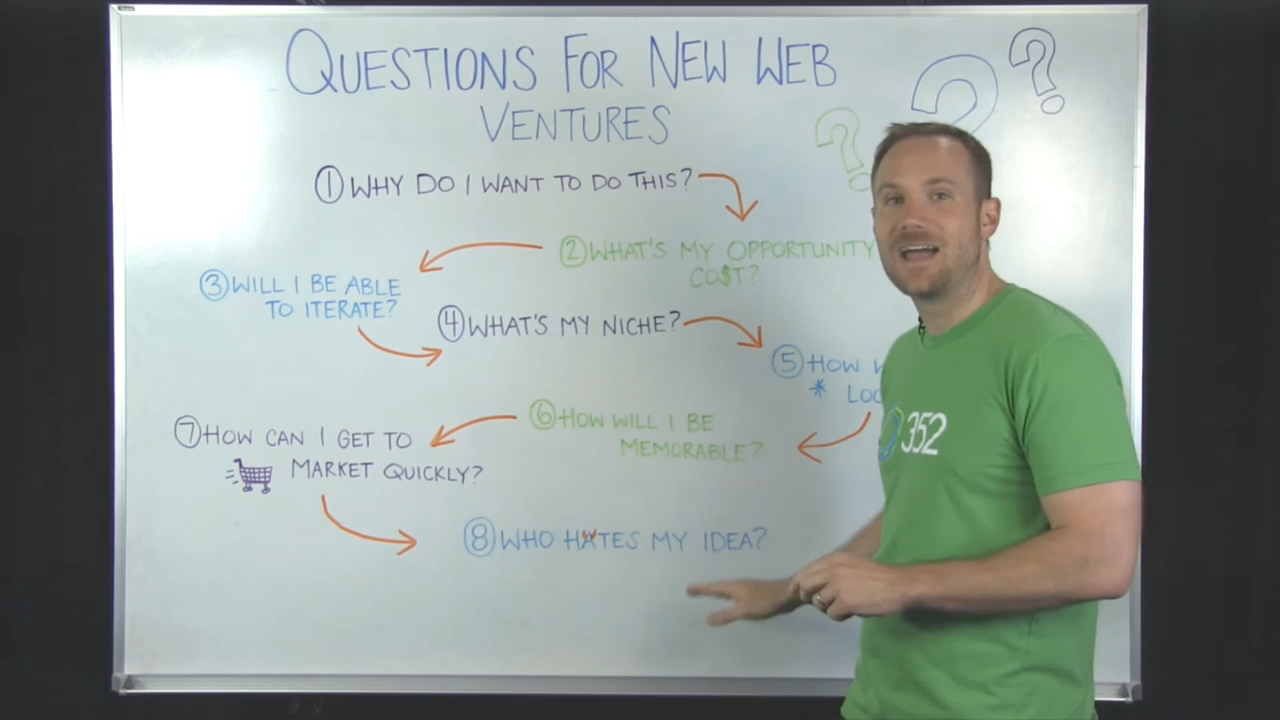 QUESTIONS FOR NEW WEB
VENTURES
① WHY DO I WANT TO DO THIS?
② WHAT'S MY OPPORTUNITY
CO$T?
③ WILL I BE ABLE
TO ITERATE?
④ WHAT'S MY NICHE?
⑤ HOW
*
⑥ HOW WILL I BE
MEMORABLE?
⑦ HOW CAN I GET TO
MARKET QUICKLY?
⑧ WHO HATES MY IDEA?
352